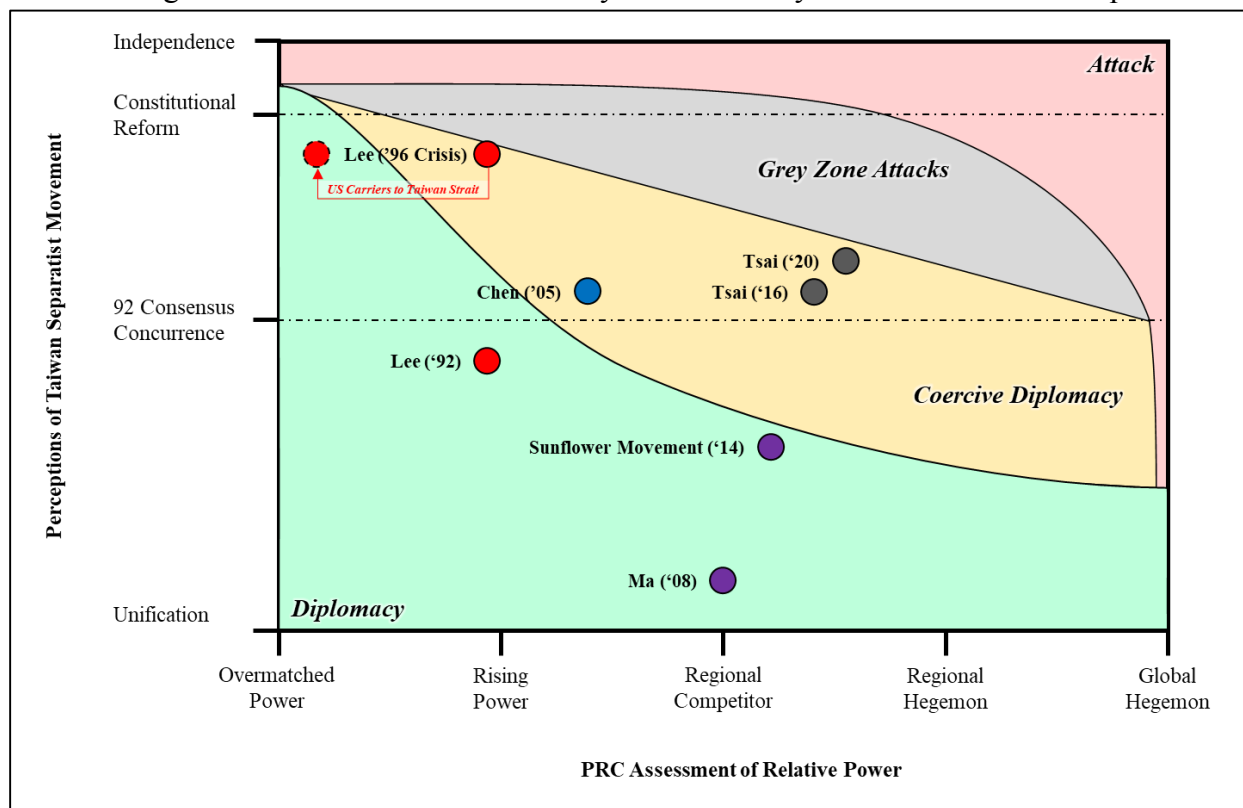 Independence
Attack
Constitutional
Reform
Lee (’96 Crisis)
US Carriers to Taiwan Strait
Grey Zone Attacks
Perceptions of Taiwan Separatist Movement
Tsai (‘20)
Chen (’05)
Tsai (‘16)
92 Consensus
Concurrence
Lee (‘92)
Coercive Diplomacy
Sunflower Movement (‘14)
Ma (‘08)
Unification
Diplomacy
Overmatched
Power
Rising
Power
Regional
Competitor
Regional
Hegemon
Global
Hegemon
PRC Assessment of Relative Power